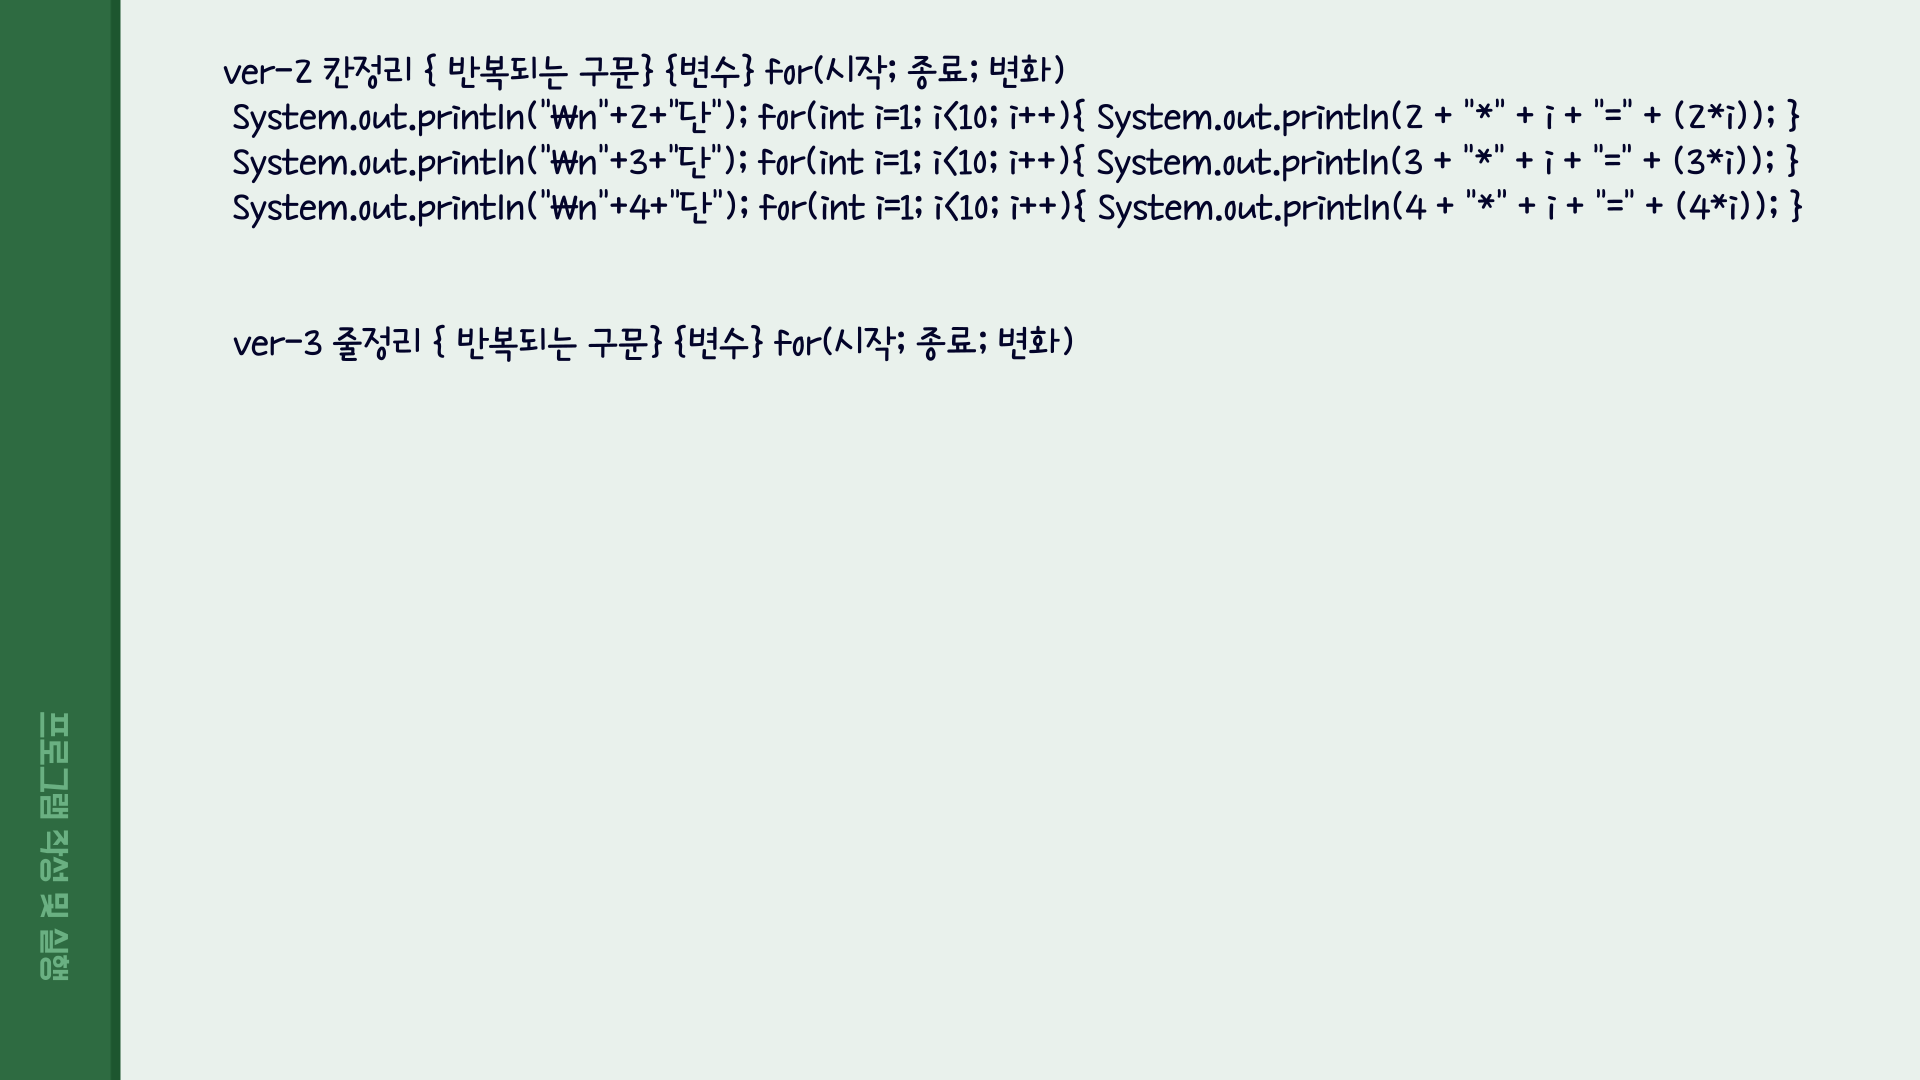 ver-2 칸정리 { 반복되는 구문} {변수} for(시작; 종료; 변화)
System.out.println("₩n"+2+"단"); for(int i=1; i<10; i++){ System.out.println(2 + "*" + i + "=" + (2*i)); }
System.out.println("₩n"+3+"단"); for(int i=1; i<10; i++){ System.out.println(3 + "*" + i + "=" + (3*i)); }
System.out.println("₩n"+4+"단"); for(int i=1; i<10; i++){ System.out.println(4 + "*" + i + "=" + (4*i)); }
ver-3 줄정리 { 반복되는 구문} {변수} for(시작; 종료; 변화)
프로그램 작성 및 실행